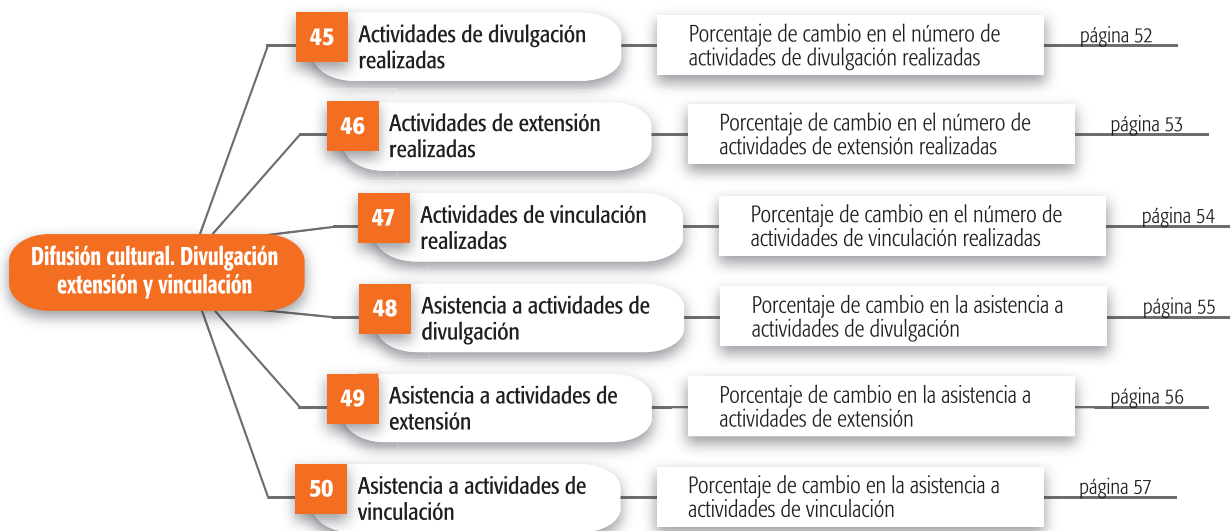 45
Actividades de divulgación
realizadas
Porcentaje de cambio en el número de
actividades de divulgación realizadas
página 52
46
Actividades de extensión
realizadas
Porcentaje de cambio en el número de
actividades de extensión realizadas
página 53
47
Actividades de vinculación
realizadas
Porcentaje de cambio en el número de
actividades de vinculación realizadas
página 54
Difusión cultural. Divulgación
extensión y vinculación
48
Asistencia a actividades de
divulgación
Porcentaje de cambio en la asistencia a
actividades de divulgación
página 55
49
Asistencia a actividades de
extensión
Porcentaje de cambio en la asistencia a
actividades de extensión
página 56
50
Asistencia a actividades de
vinculación
Porcentaje de cambio en la asistencia a
actividades de vinculación
página 57